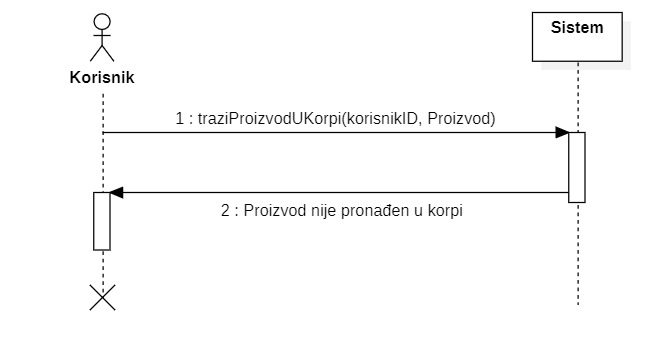 Sistem
Korisnik
1 : traziProizvodUKorpi(korisnikID, Proizvod)
2 : Proizvod nije pronađen u korpi